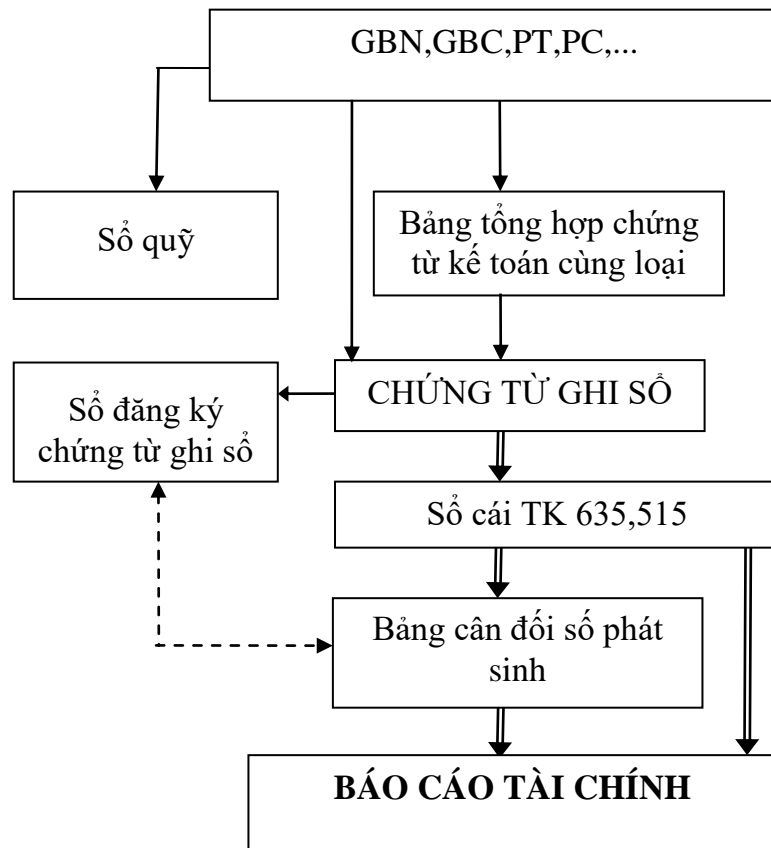 GBN,GBC,PT,PC,...
Sổ quỹ
Bảng tổng hợp chứng
từ kế toán cùng loại
Sổ đăng ký
chứng từ ghi sổ
CHỨNG TỪ GHI SỔ
Sổ cái TK 635,515
Bảng cân đối số phát
sinh
BÁO CÁO TÀI CHÍNH